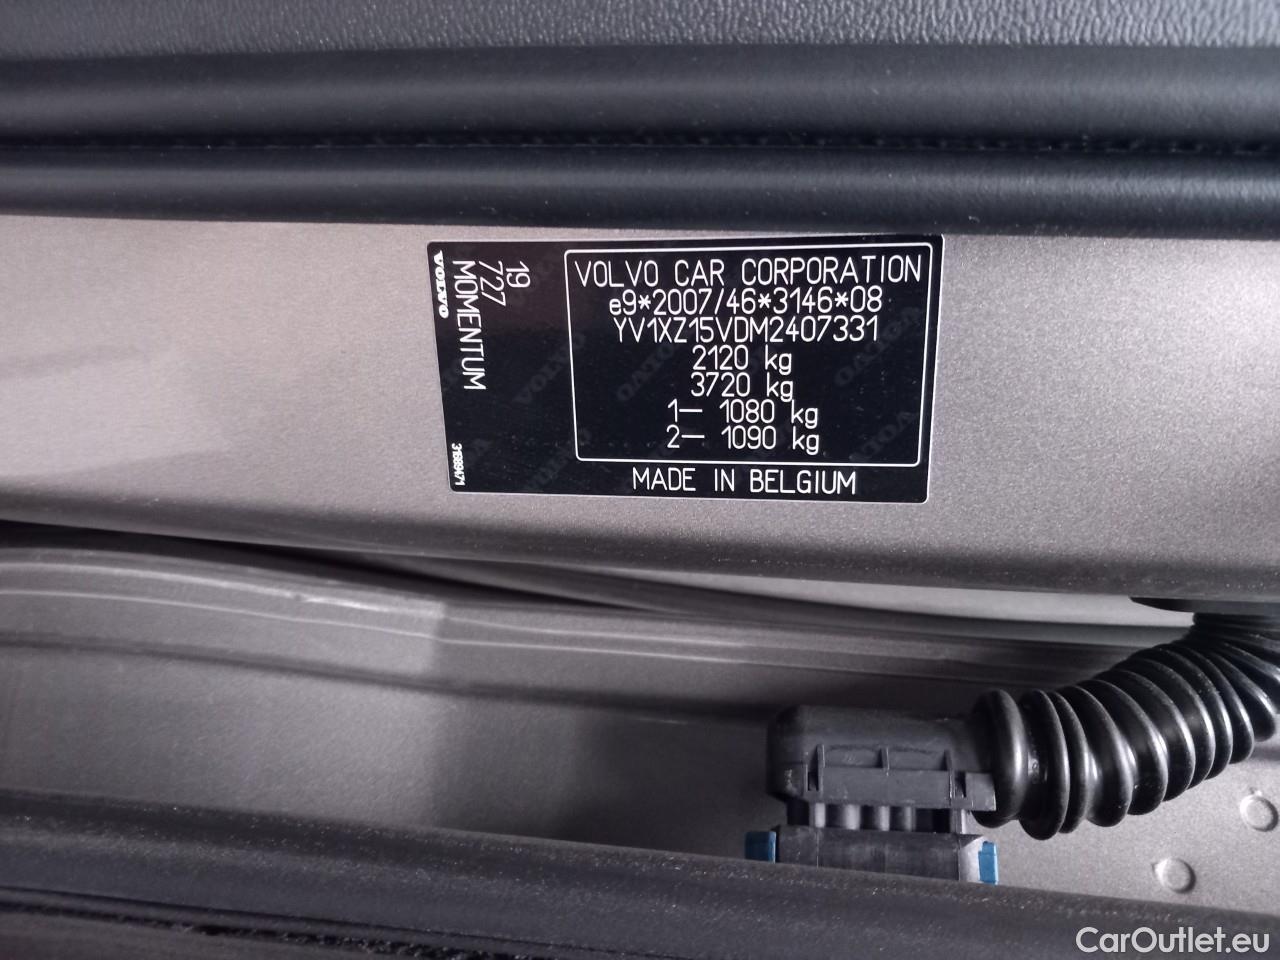 VOLVO CAR CORPORATION
e9*2007/46*3146*08
YV1XZ15VDM2407331
2120 kg
3720 kg
1— 1080 kg
2— 1090 kg
MADE IN BELGIUM
19
727
MOMENTUM
VOLVO
31689471
CarOutlet.eu